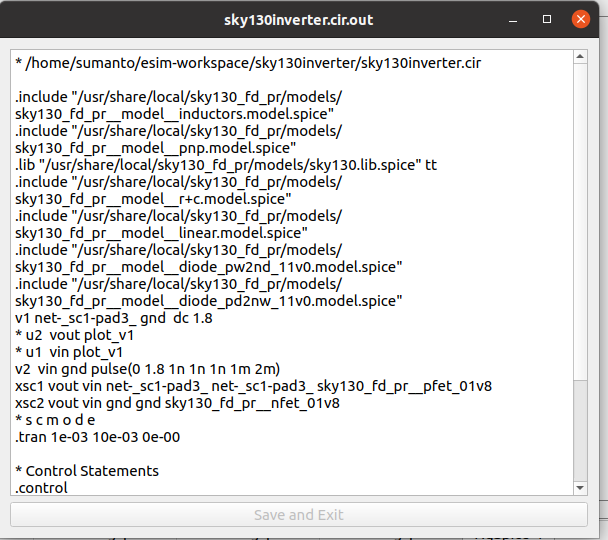 sky130inverter.cir.out
* /home/sumanto/esim-workspace/sky130inverter/sky130inverter.cir
.include "/usr/share/local/sky130_fd_pr/models/
sky130_fd_pr__model__inductors.model.spice"
.include "/usr/share/local/sky130_fd_pr/models/
sky130_fd_pr__model__pnp.model.spice"
.lib "/usr/share/local/sky130_fd_pr/models/sky130.lib.spice" tt
.include "/usr/share/local/sky130_fd_pr/models/
sky130_fd_pr__model__r+c.model.spice"
.include "/usr/share/local/sky130_fd_pr/models/
sky130_fd_pr__model__linear.model.spice"
.include "/usr/share/local/sky130_fd_pr/models/
sky130_fd_pr__model__diode_pw2nd_11v0.model.spice"
.include "/usr/share/local/sky130_fd_pr/models/
sky130_fd_pr__model__diode_pd2nw_11v0.model.spice"
v1 net-_sc1-pad3_ gnd  dc 1.8
* u2  vout plot_v1
* u1  vin plot_v1
v2  vin gnd pulse(0 1.8 1n 1n 1n 1m 2m)
xsc1 vout vin net-_sc1-pad3_ net-_sc1-pad3_ sky130_fd_pr__pfet_01v8
xsc2 vout vin gnd gnd sky130_fd_pr__nfet_01v8
* s c m o d e
.tran 1e-03 10e-03 0e-00
* Control Statements
.control
Save and Exit